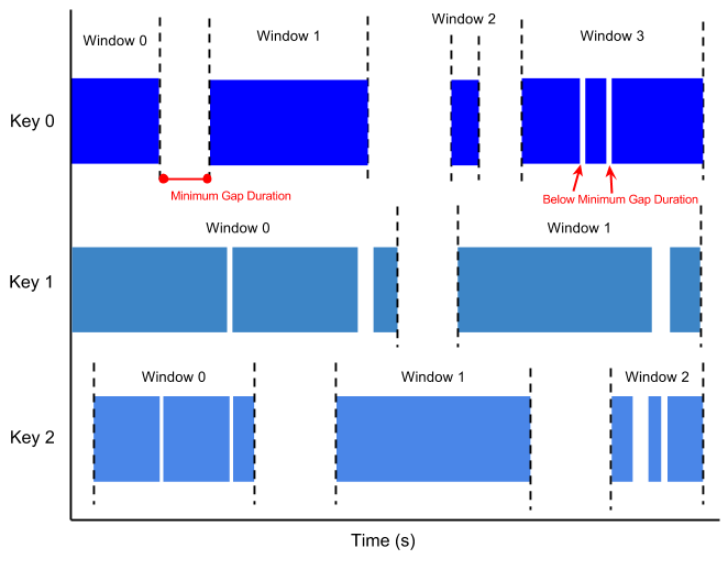 Window 0
Window 1
Window 2
Window 3
Key 0
Minimum Gap Duration
Below Minimum Gap Duration
Window 0
Window 1
Key 1
Window 0
Window 1
Window 2
Key 2
Time (s)